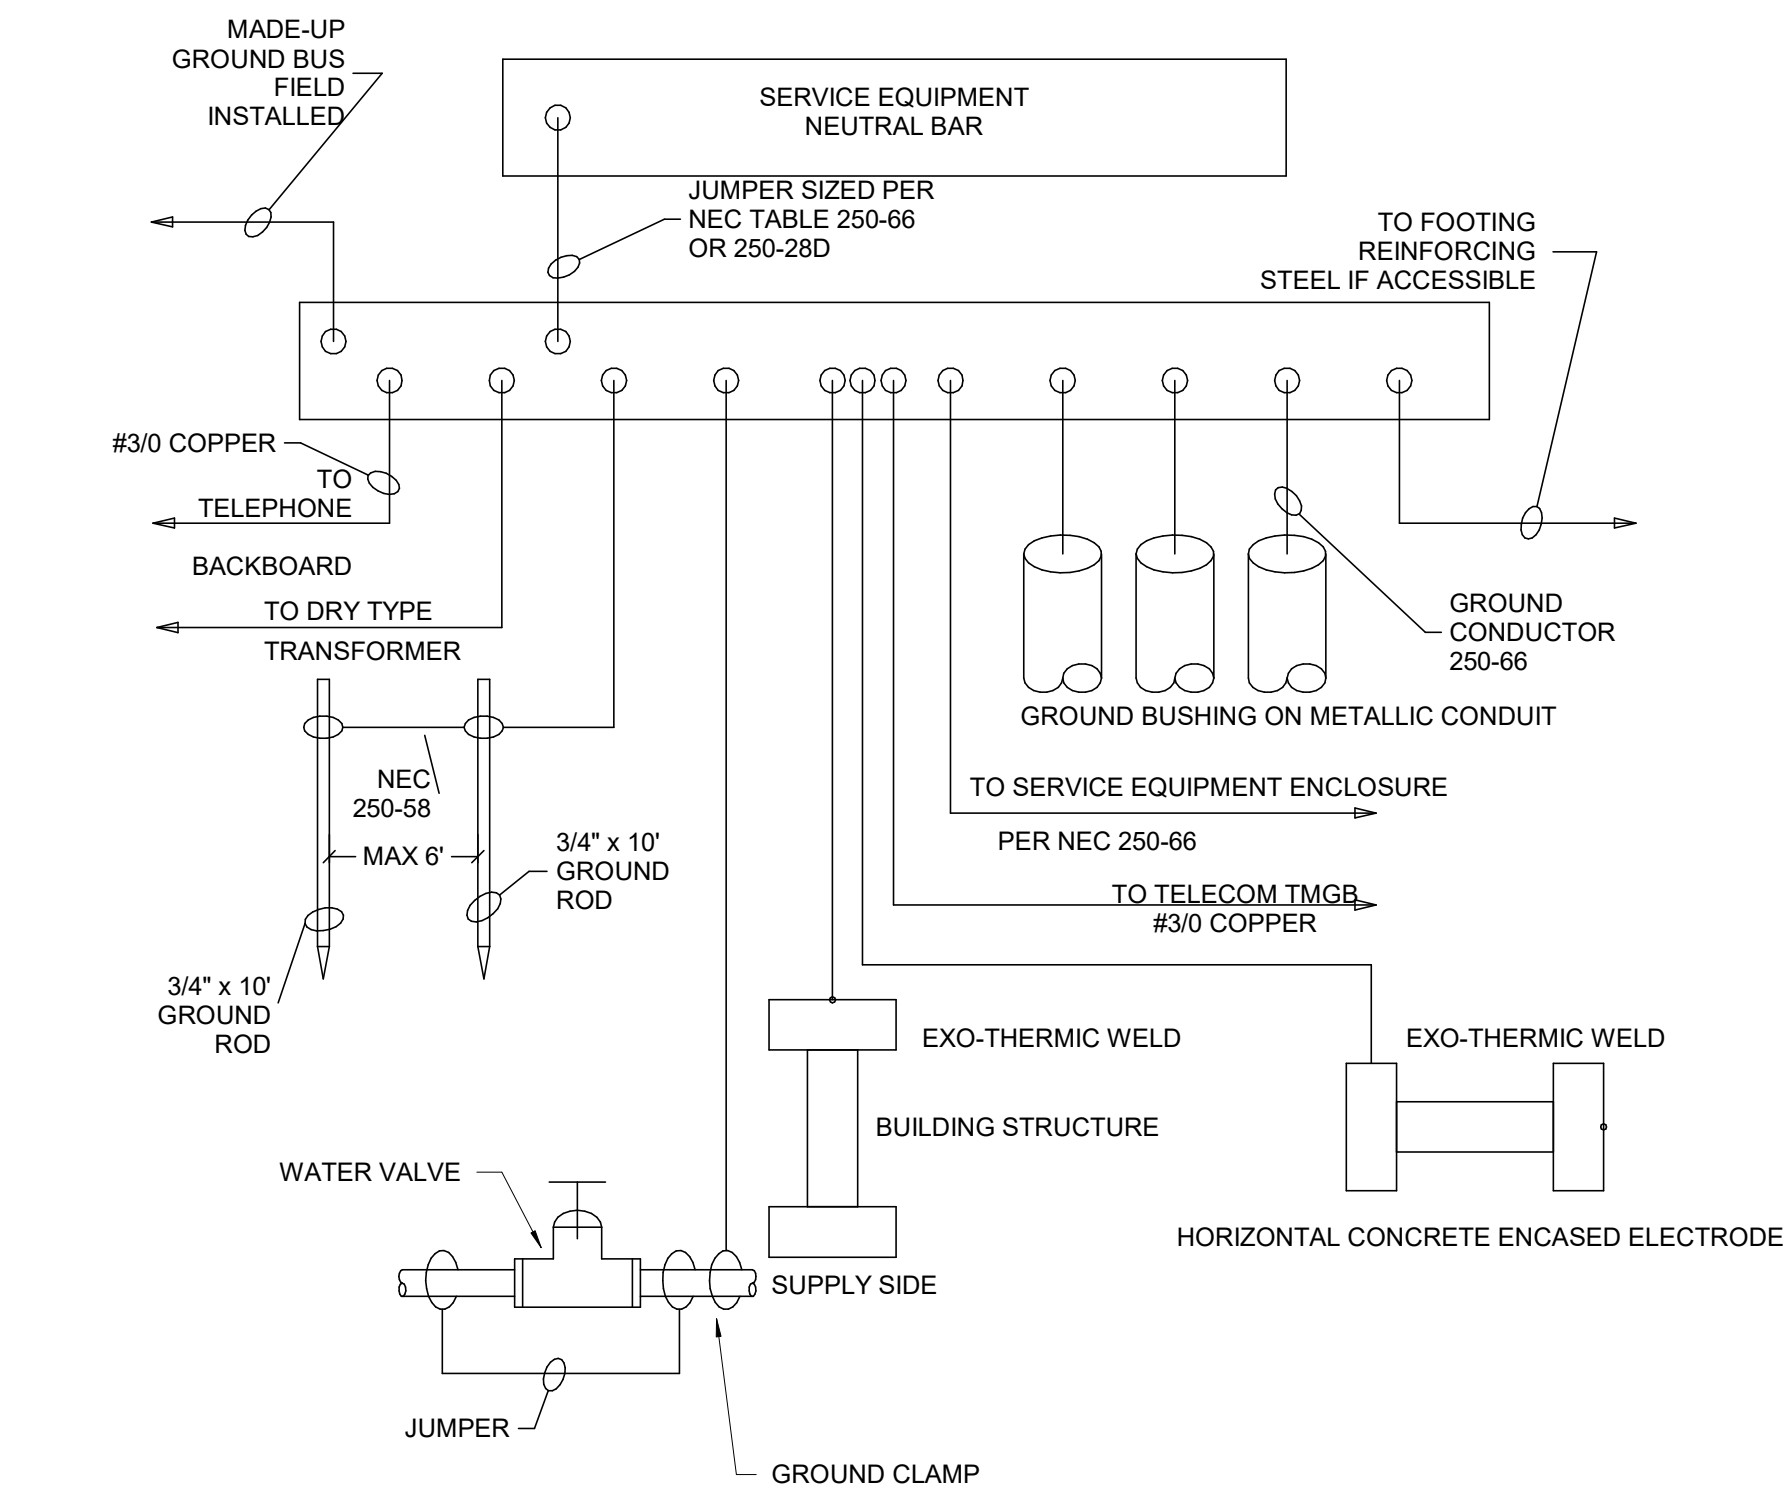 MADE-UP
GROUND BUS
FIELD
INSTALLED
SERVICE EQUIPMENT
NEUTRAL BAR
JUMPER SIZED PER
NEC TABLE 250-66
OR 250-28D
TO FOOTING
REINFORCING
STEEL IF ACCESSIBLE
#3/0 COPPER
TO
TELEPHONE
BACKBOARD
TO DRY TYPE
TRANSFORMER
GROUND
CONDUCTOR
250-66
GROUND BUSHING ON METALLIC CONDUIT
NEC
250-58
MAX 6'
3/4" x 10'
GROUND
ROD
3/4" x 10'
GROUND
ROD
TO SERVICE EQUIPMENT ENCLOSURE
PER NEC 250-66
TO TELECOM TMGB
#3/0 COPPER
EXO-THERMIC WELD
EXO-THERMIC WELD
BUILDING STRUCTURE
WATER VALVE
HORIZONTAL CONCRETE ENCASED ELECTRODE
SUPPLY SIDE
JUMPER
GROUND CLAMP